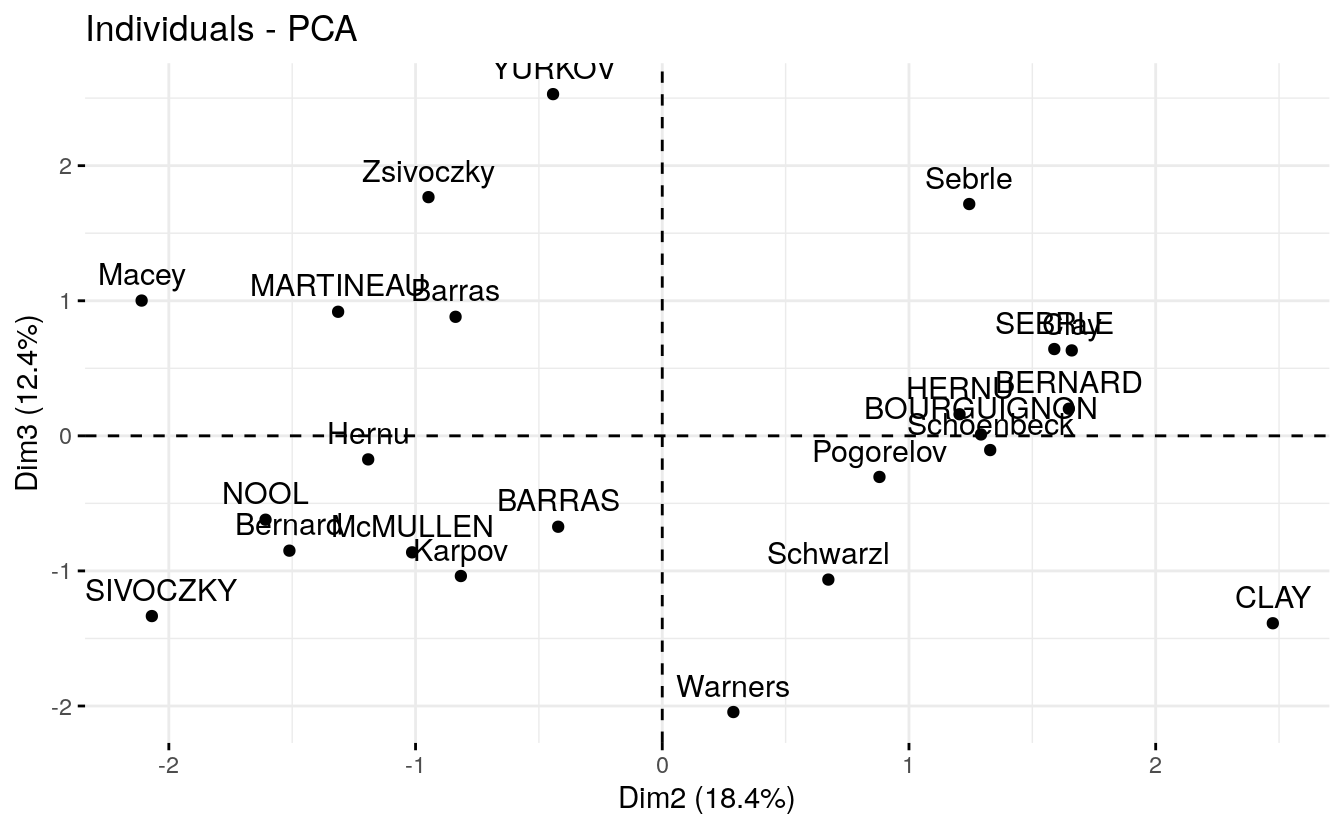 Individuals - PCA
YURKOV
Zsivoczky
Sebrle
Macey
MARTINEAU
Barras
SEBRLE
Clay
HERNU
BERNARD
BOURGUIGNON
Schoenbeck
Hernu
Pogorelov
NOOL
BARRAS
Bernard
McMULLEN
Karpov
Schwarzl
SIVOCZKY
CLAY
Warners
2
1
0
-1
-2
-2
-1
0
1
2
Dim2 (18.4%)
Dim3 (12.4%)